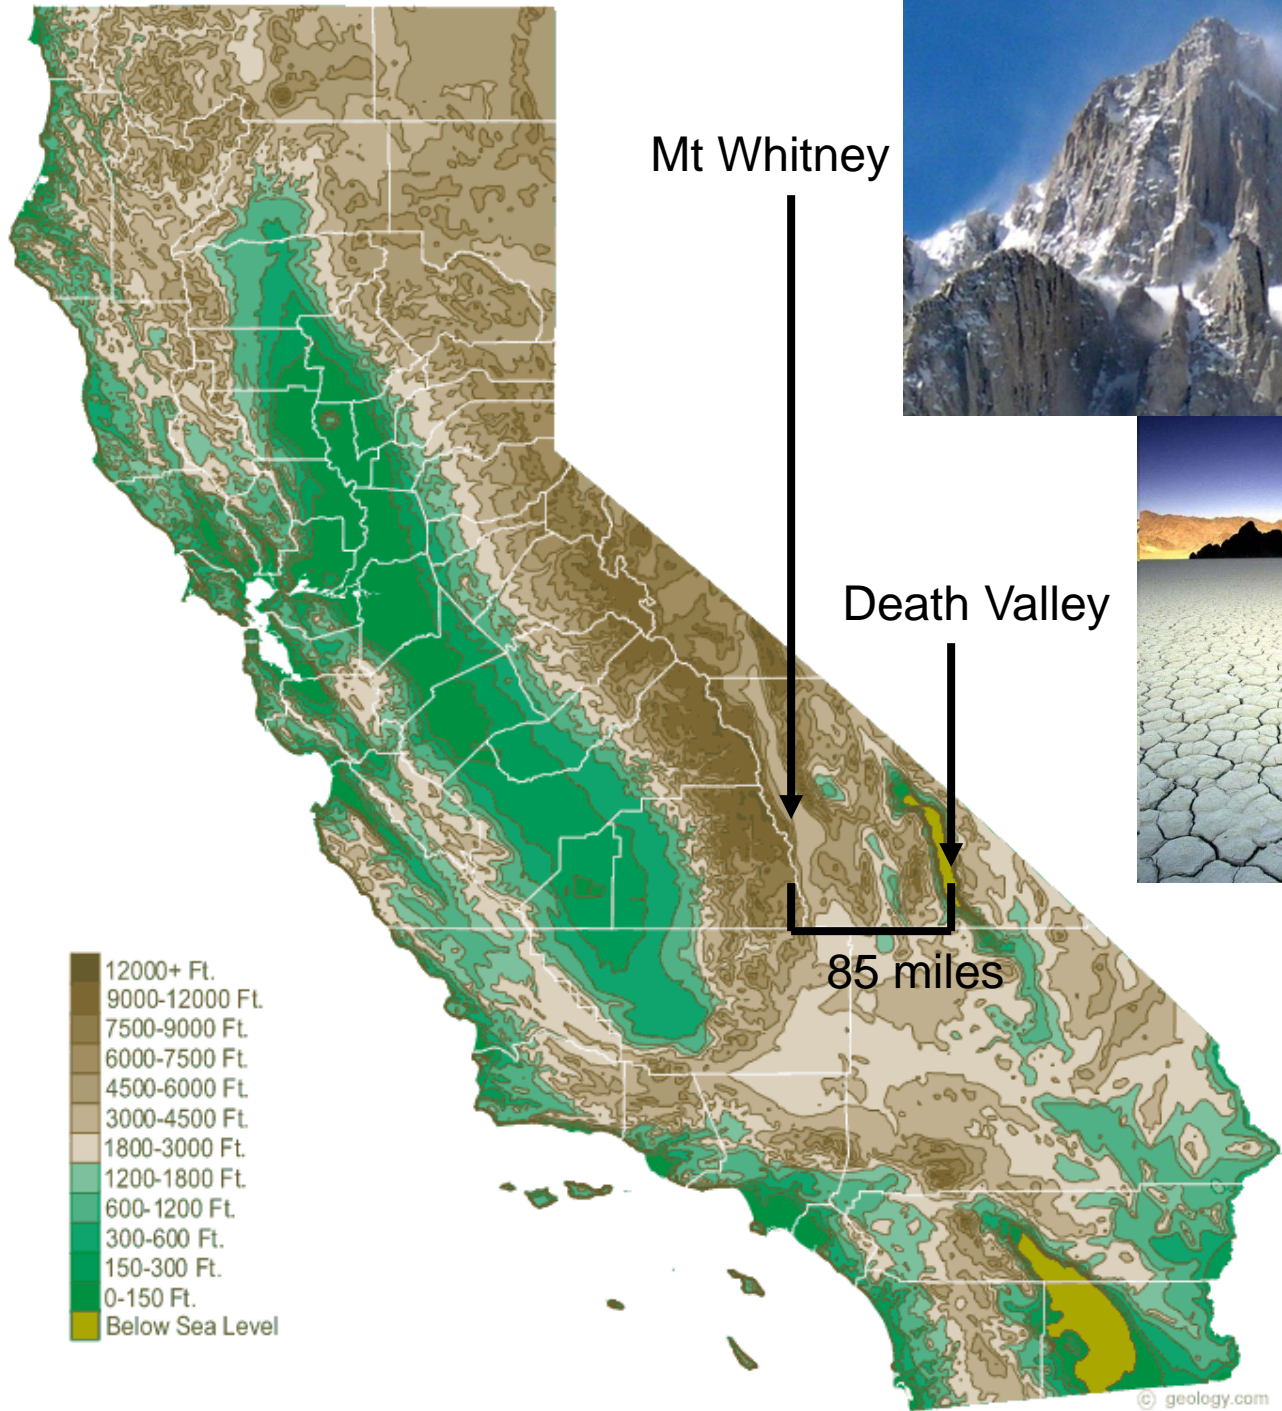 Mt Whitney
Death Valley
85 miles
12000+ Ft.
9000-12000 Ft.
7500-9000 Ft.
6000-7500 Ft.
4500-6000 Ft.
3000-4500 Ft.
1800-3000 Ft.
1200-1800 Ft.
600-1200 Ft.
300-600 Ft.
150-300 Ft.
0-150 Ft.
Below Sea Level
© geology.com